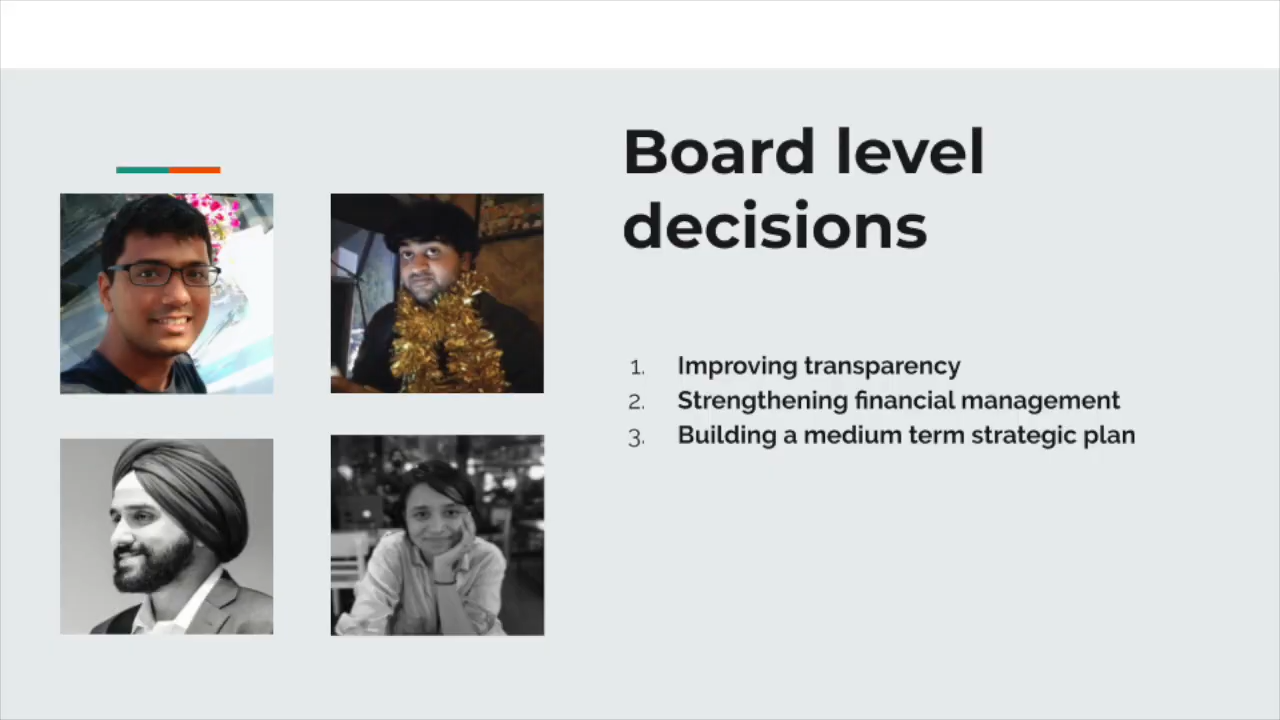 Board level
decisions
1. Improving transparency
2. Strengthening financial management
3. Building a medium term strategic plan